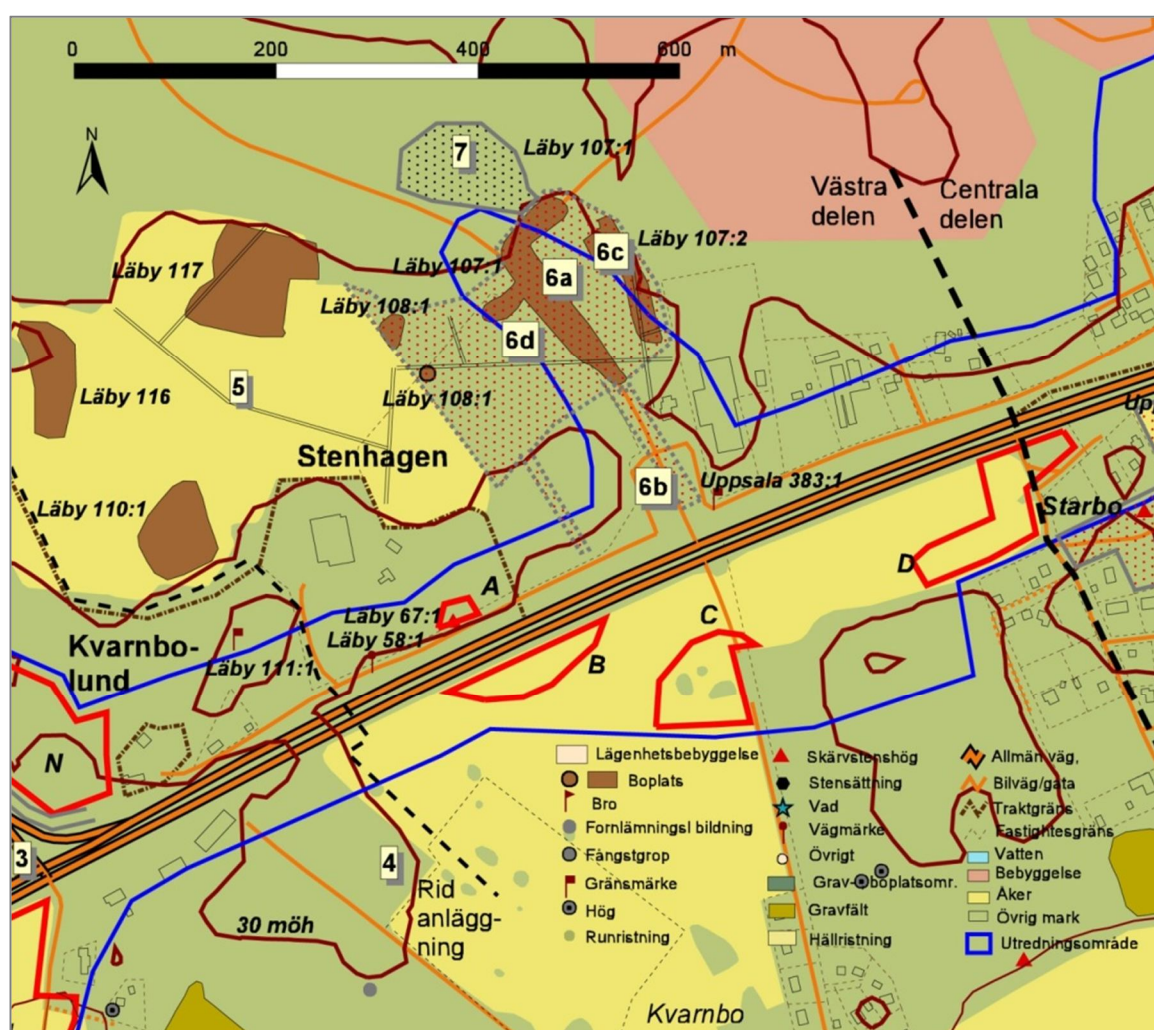 0 200 400 600 m
N
7
Läby 107:1
Västra delen
Centrala delen
Läby 107:2
6c
Läby 117
Läby 107:1
6a
Läby 108:1
6d
Läby 116
5
Läby 108:1
Stenhagen
6b
Uppsala 383:1
Läby 110:1
Starbo
D
A
Läby 67:1
C
Kvarnbo-
lund
Läby 58:1
B
Läby 111:1
N
3
4
30 möh
Rid
anlägg-
ning
Kvarnbo
Lägenhetsbebyggelse
Boplats
Bro
Fornlämningsl bildning
Fångstgrop
Gränsmärke
Hög
Runristning
Skärvstenshög
Stensättning
Vad
Vägmärke
Övrigt
Grav- boplatsomr.
Gravfält
Hällristning
Allmän väg,
Bilväg/gata
Traktgräns
Fastightesgräns
Vatten
Bebyggelse
Åker
Övrig mark
Utredningsområde